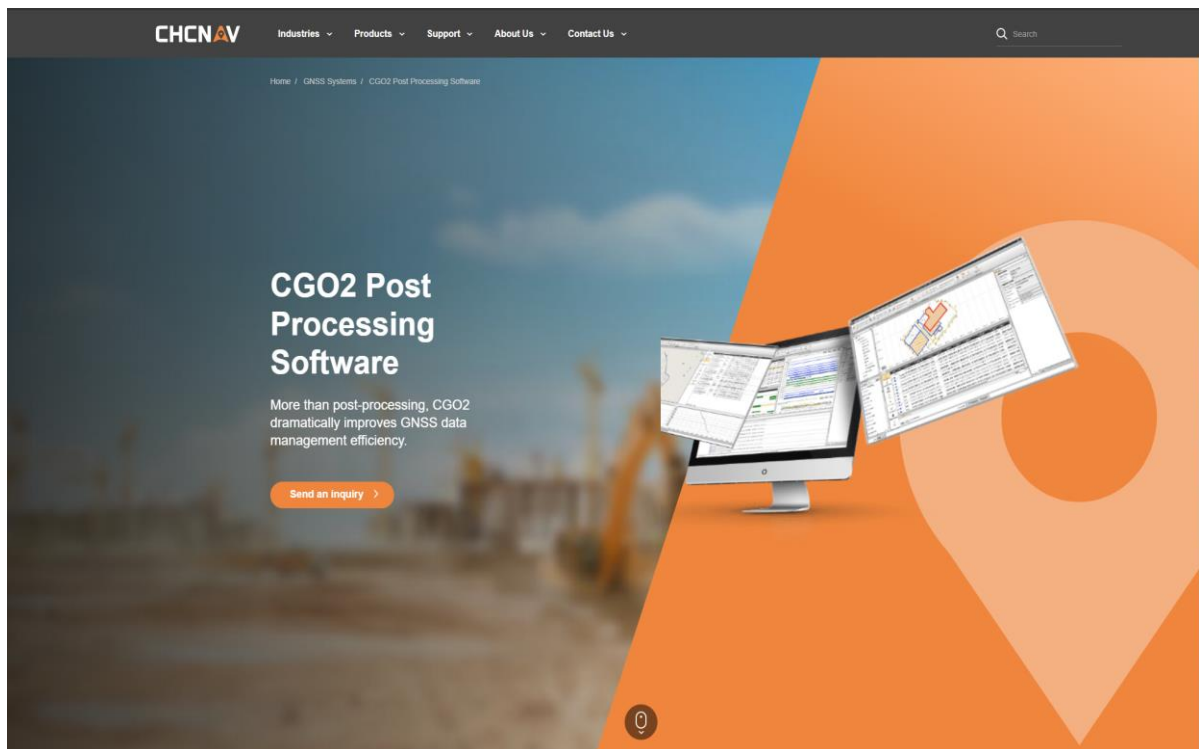 CHCNAV
Industries
Products
Support
About Us
Contact Us
Search
Home / GNSS Systems / CGO2 Post Processing Software
CGO2 Post
Processing
Software
More than post-processing, CGO2
dramatically improves GNSS data
management efficiency.
Send an inquiry